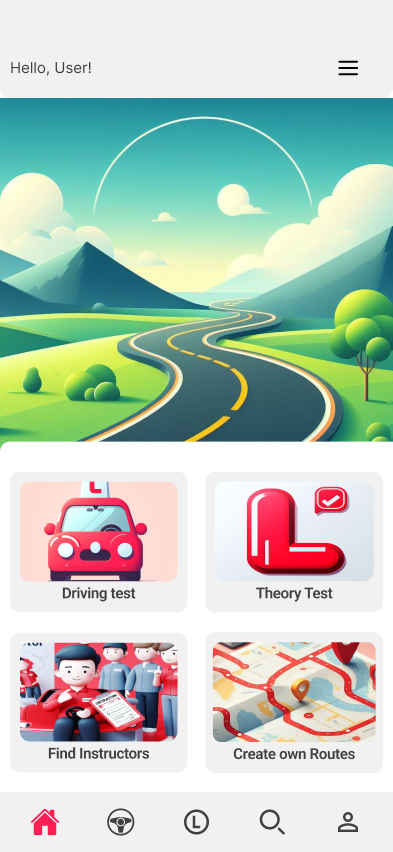 Hello, User!
L
Driving test
Theory Test
L
Find Instructors
Create own Routes
L